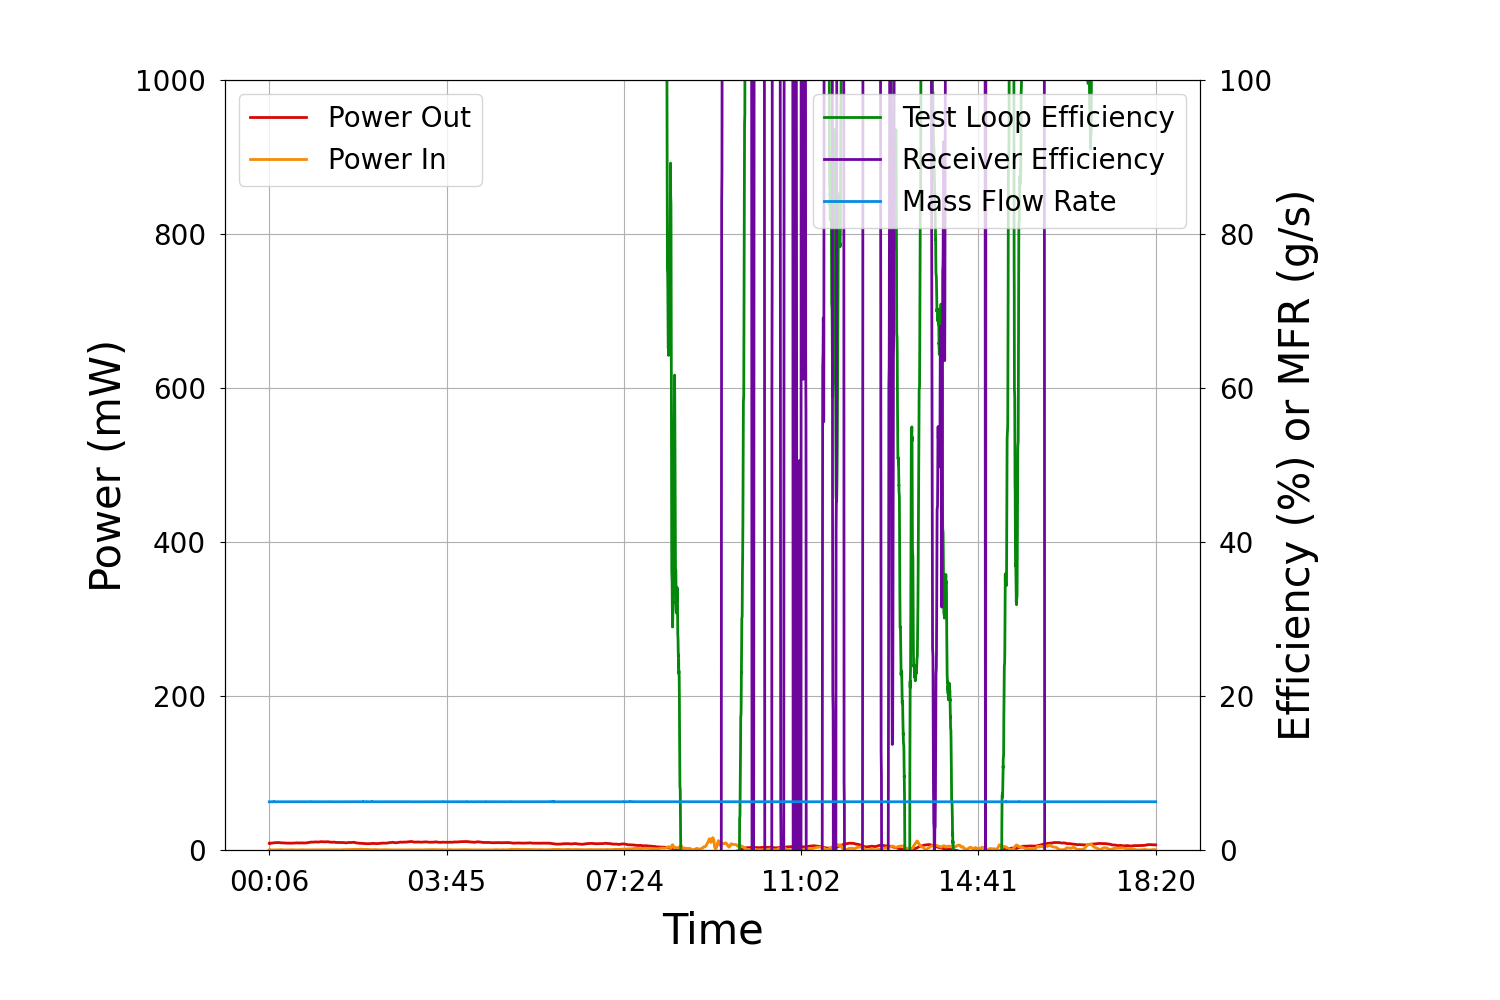 1000
800
600
400
200
0
Power (mW)
Power Out
Power In
Test Loop Efficiency
Receiver Efficiency
Mass Flow Rate
100
80
60
40
20
0
Efficiency (%) or MFR (g/s)
00:06 03:45 07:24 11:02 14:41 18:20
Time